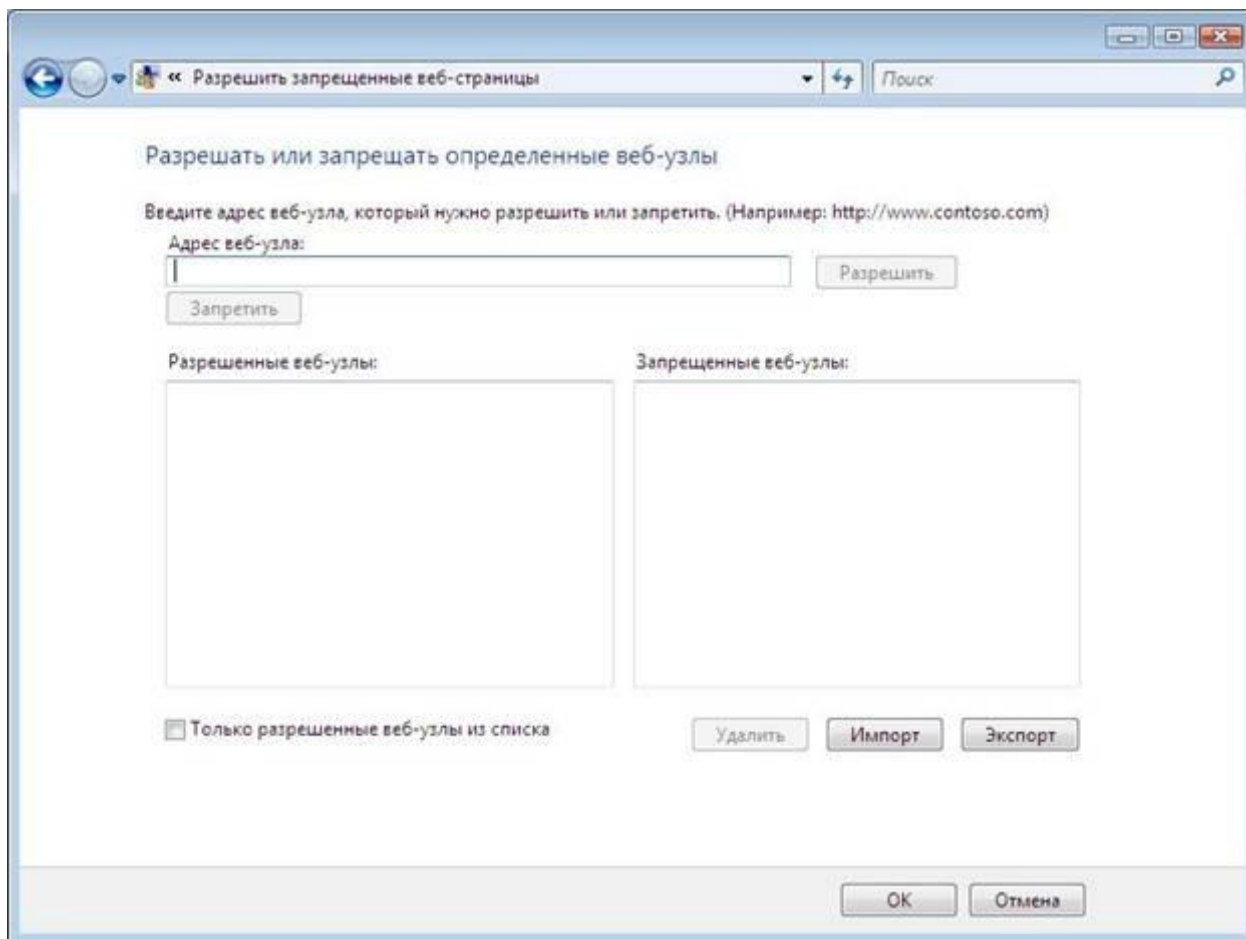 « Разрешить запрещенные веб-страницы
Поиск
Разрешать или запрещать определенные веб-узлы
Введите адрес веб-узла, который нужно разрешить или запретить. (Например: http://www.contoso.com)
Адрес веб-узла:
Разрешить
Запретить
Разрешенные веб-узлы: Запрещенные веб-узлы:
Только разрешенные веб-узлы из списка
Удалить Импорт Экспорт
OK Отмена